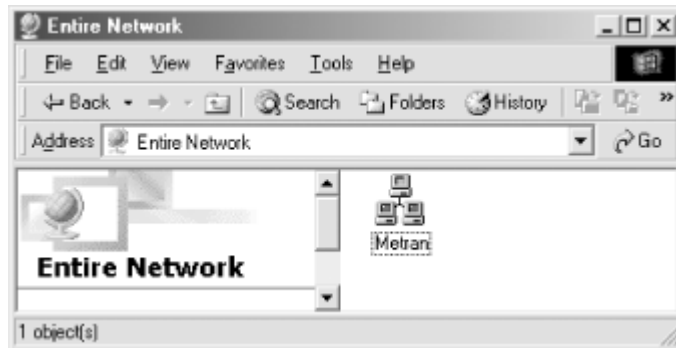 Entire Network
File Edit View Favorites Tools Help
Back Search Folders History »
Address Entire Network Go
Metran
Entire Network
1 object(s)